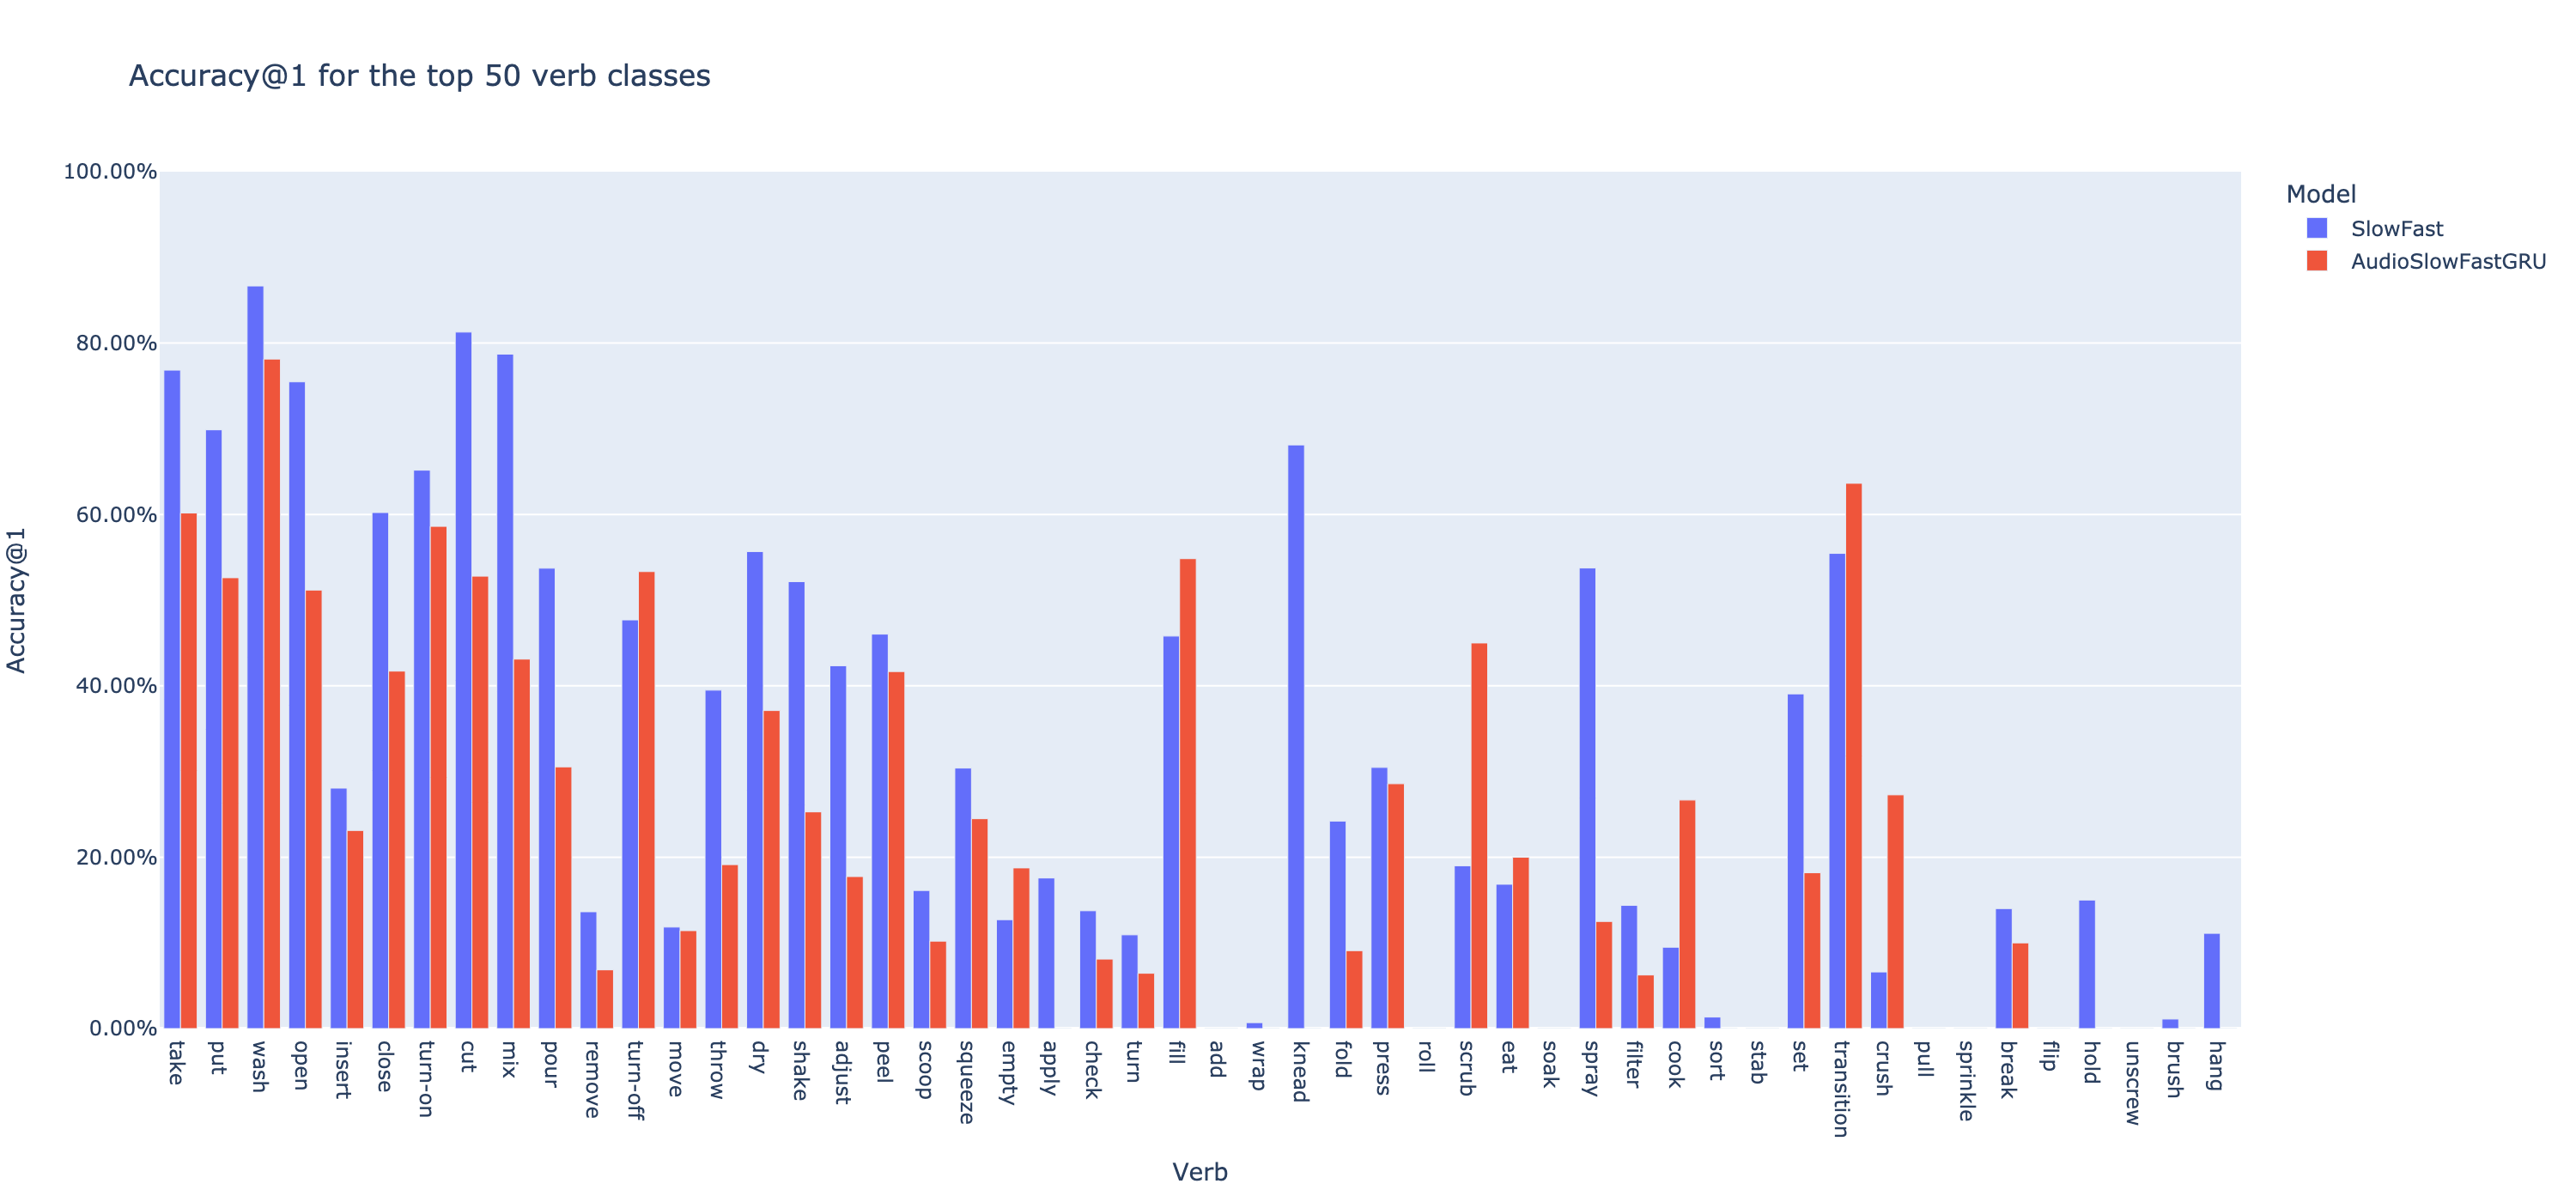 Accuracy@1 for the top 50 verb classes
100.00%
80.00%
60.00%
40.00%
20.00%
0.00%
Accuracy@1
take
put
wash
open
insert
close
turn-on
cut
mix
pour
remove
turn-off
move
throw
dry
shake
adjust
peel
scoop
squeeze
empty
apply
check
turn
fill
add
wrap
knead
fold
press
roll
scrub
eat
soak
spray
filter
cook
sort
stab
set
transition
crush
pull
sprinkle
break
flip
hold
unscrew
brush
hang
Verb
Model
SlowFast
AudioSlowFastGRU